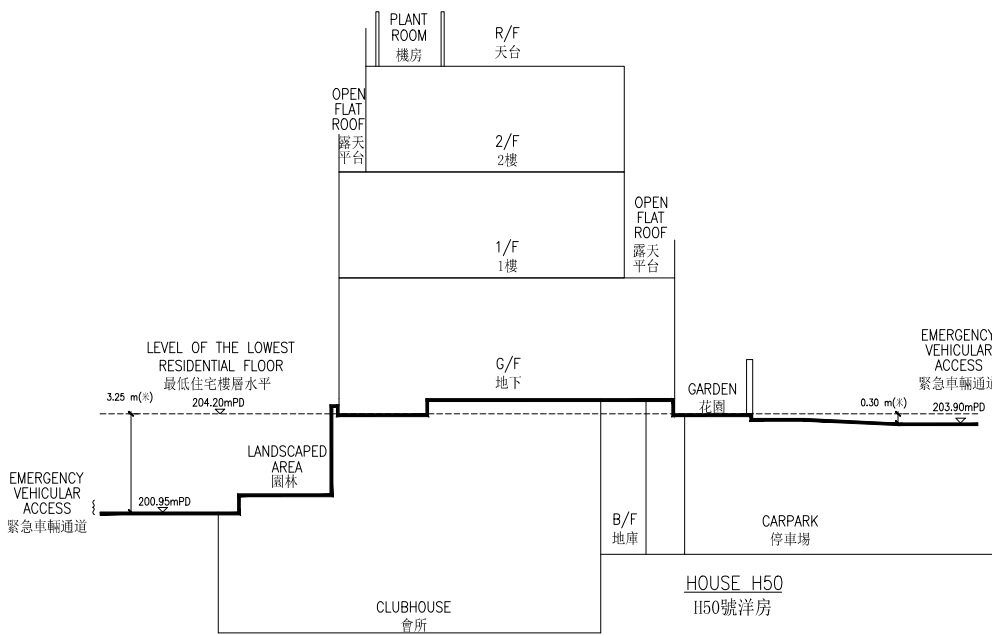 PLANT
ROOM
機房
R/F
天台
OPEN
FLAT
ROOF
露天
平台
2/F
2樓
OPEN
FLAT
ROOF
露天
平台
1/F
1樓
LEVEL OF THE LOWEST
RESIDENTIAL FLOOR
最低住宅樓層水平
204.20mPD
3.25 m(米)
G/F
地下
GARDEN
花園
EMERGENCY
VEHICULAR
ACCESS
緊急車輛通道
0.30 m(米)
203.90mPD
LANDSCAPED
AREA
園林
EMERGENCY
VEHICULAR
ACCESS
緊急車輛通道
200.95mPD
B/F
地庫
CARPARK
停車場
CLUBHOUSE
會所
HOUSE H50
H50號洋房